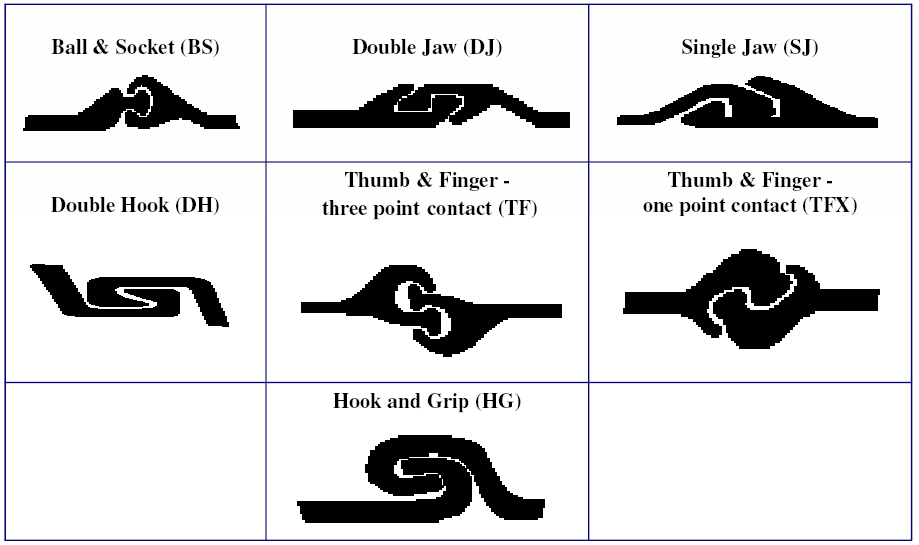 Ball & Socket (BS)
Double Jaw (DJ)
Single Jaw (SJ)
Double Hook (DH)
Thumb & Finger -
three point contact (TF)
Thumb & Finger -
one point contact (TFX)
Hook and Grip (HG)